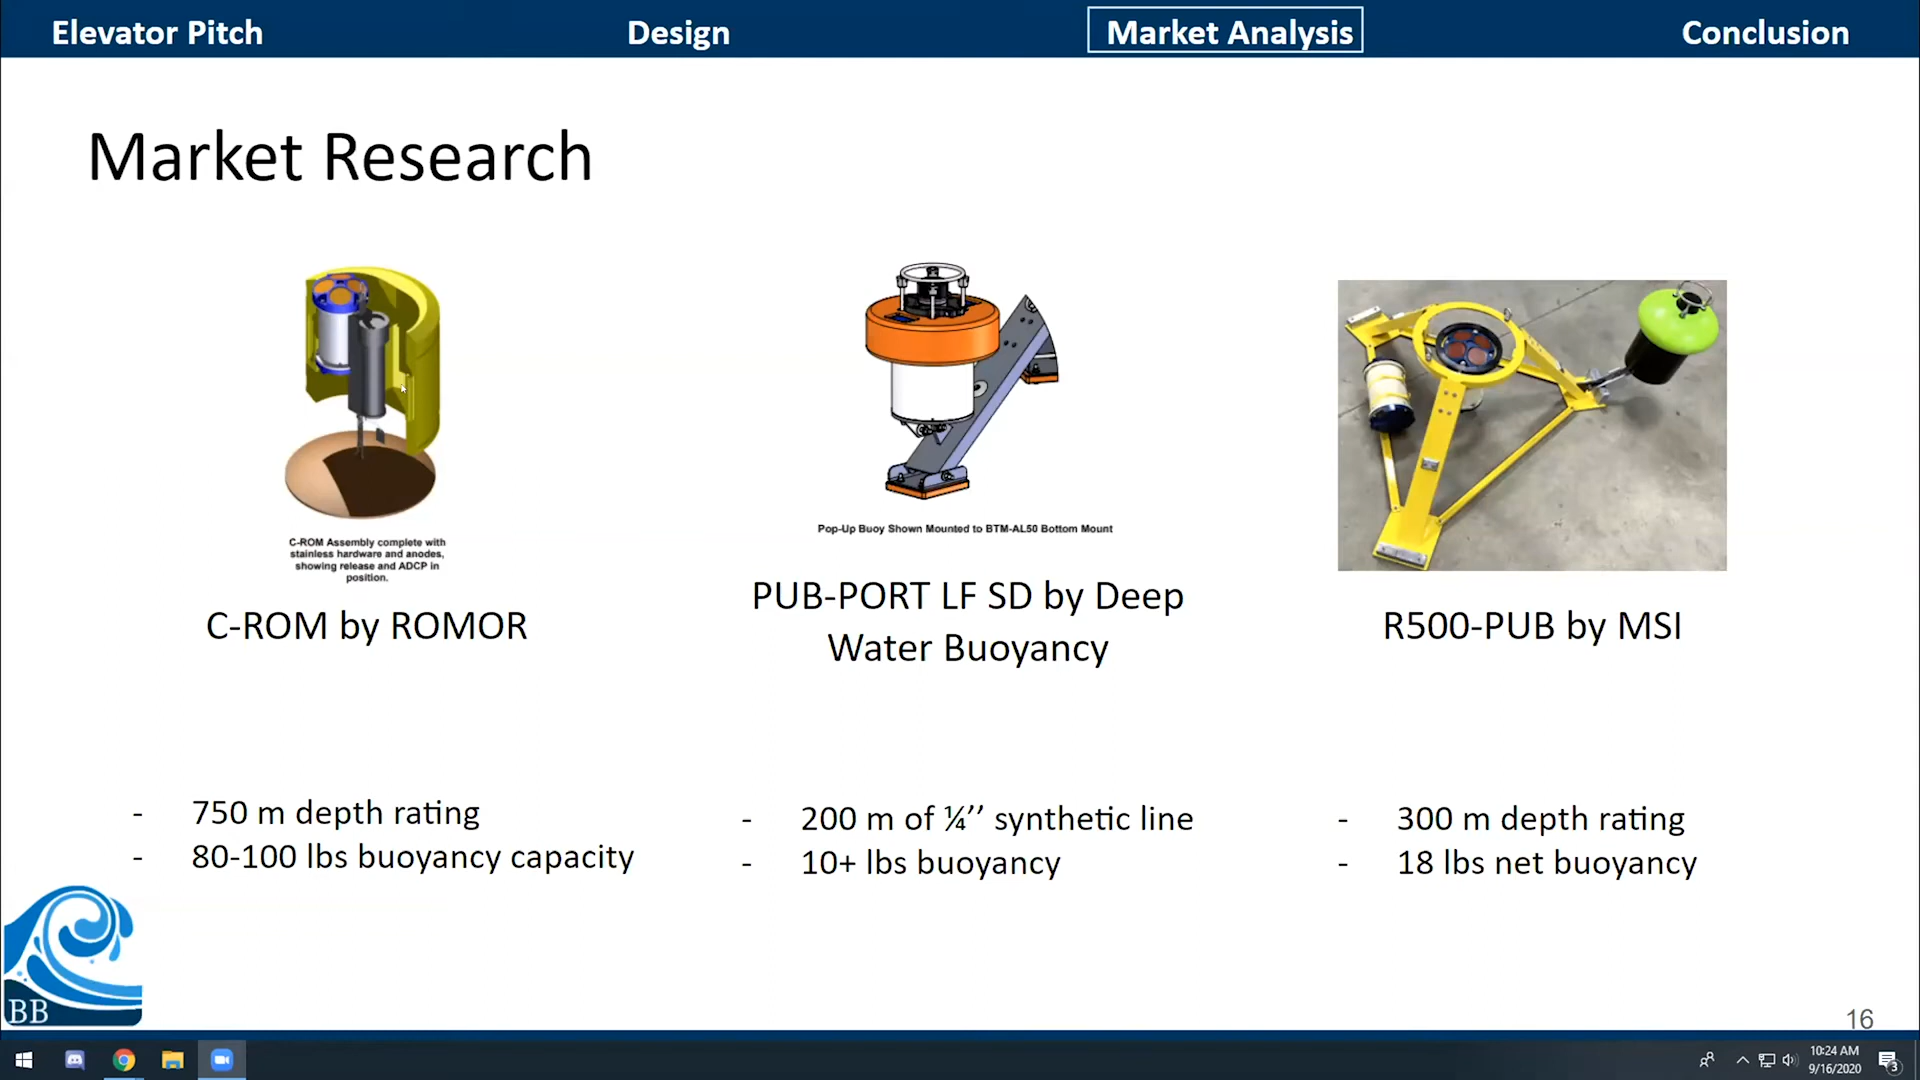 Elevator Pitch
Design
Market Analysis
Conclusion
Market Research
C-ROM Assembly complete with
stainless hardware and anodes,
showing release and ADCP in
position.
C-ROM by ROMOR
Pop-Up Buoy Shown Mounted to BTM-AL50 Bottom Mount
PUB-PORT LF SD by Deep
Water Buoyancy
R500-PUB by MSI
- 750 m depth rating
- 80-100 lbs buoyancy capacity
- 200 m of ¼’’ synthetic line
- 10+ lbs buoyancy
- 300 m depth rating
- 18 lbs net buoyancy
BB
16
10:24 AM
9/16/2020
3